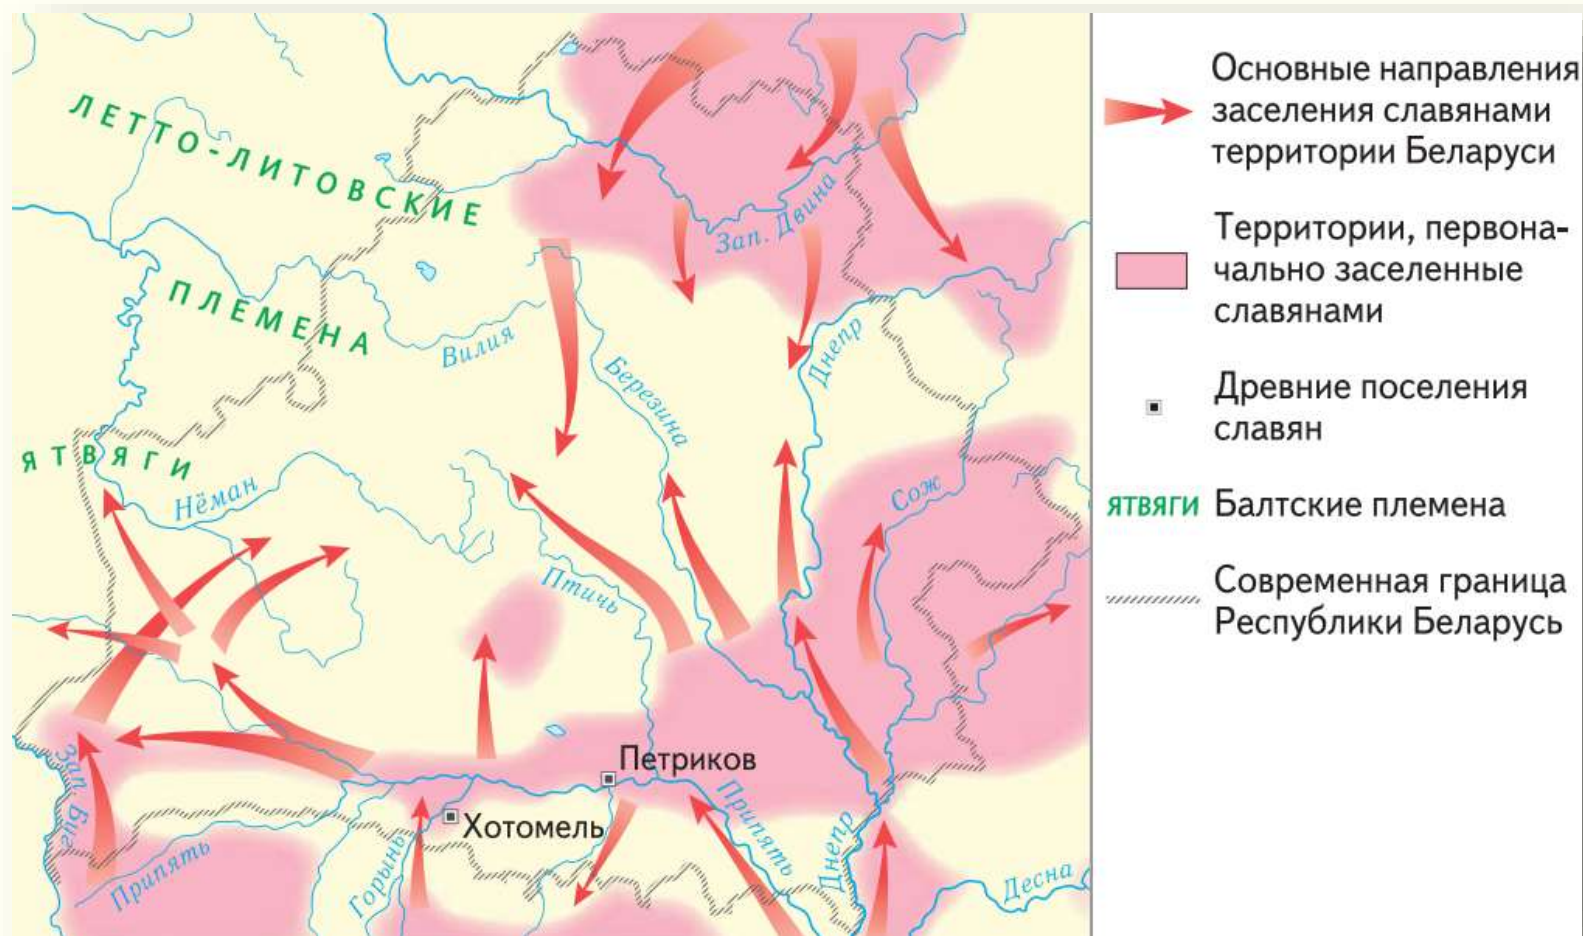 ЛЕТТО-ЛИТОВСКИЕ
ПЛЕМЕНА
ЯТВЯГИ
Зап. Двина
Вилия
Березина
Днепр
Нёман
Сож
Птичь
Петриков
Хотомель
Зап. Буг
Припять
Горынь
Припять
Днепр
Десна
Основные направления
заселения славянами
территории Беларуси
Территории, первона-
чально заселенные
славянами
Древние поселения
славян
ЯТВЯГИ Балтские племена
Современная граница
Республики Беларусь